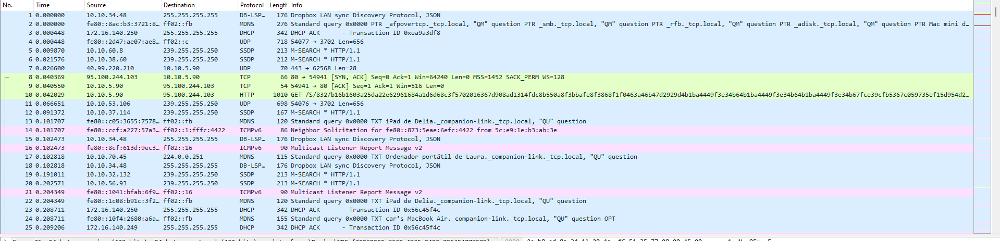 No. Time Source Destination Protocol Length Info
1 0.000000 10.10.34.48 255.255.255.255 DB-LSP… 176 Dropbox LAN sync Discovery Protocol, JSON
2 0.000000 fe80::8ac:b3:3721:8… ff02::fb MDNS 276 Standard query 0x0000 PTR _afpovertcp._tcp.local, "QM" question PTR _smb._tcp.local, "QM" question PTR _rfb._tcp.local, "QM" question PTR _adisk._tcp.local, "QM" question PTR Mac mini d…
3 0.000448 172.16.140.250 255.255.255.255 DHCP 342 DHCP ACK - Transaction ID 0xea9a3df8
4 0.000448 fe80::2d47:ae07:ae8… ff02::c UDP 718 54077 → 3702 Len=656
5 0.009870 10.10.60.8 239.255.255.250 SSDP 213 M-SEARCH * HTTP/1.1
6 0.021576 10.10.38.60 239.255.255.250 SSDP 212 M-SEARCH * HTTP/1.1
7 0.026600 40.99.220.210 10.10.5.90 UDP 70 443 → 62568 Len=28
8 0.040369 95.100.244.103 10.10.5.90 TCP 66 80 → 54941 [SYN, ACK] Seq=0 Ack=1 Win=64240 Len=0 MSS=1452 SACK_PERM WS=128
9 0.040550 10.10.5.90 95.100.244.103 TCP 54 54941 → 80 [ACK] Seq=1 Ack=1 Win=516 Len=0
10 0.042029 10.10.5.90 95.100.244.103 HTTP 1010 GET /S/832/b16b1603a25da22e62961684a1d6d68c3f5702016367d908ad1314fdc8b550a8f3bbafe8f3868f1f0463a46b47d2929d4b1ba4449f3e34b64b1ba4449f3e34b64b1ba4449f3e34b67fce39cfb5367c059735ef15d954d2…
11 0.066651 10.10.53.106 239.255.255.250 UDP 698 54076 → 3702 Len=656
12 0.091372 10.10.37.114 239.255.255.250 SSDP 167 M-SEARCH * HTTP/1.1
13 0.101707 fe80::c05:3655:7578… ff02::fb MDNS 120 Standard query 0x0000 TXT iPad de Delia._companion-link._tcp.local, "QU" question
14 0.101707 fe80::ccf:a227:57a3… ff02::1:fffc:4422 ICMPv6 86 Neighbor Solicitation for fe80::873:5eae:6efc:4422 from 5c:e9:1e:b3:ab:3e
15 0.102473 10.10.34.48 255.255.255.255 DB-LSP… 176 Dropbox LAN sync Discovery Protocol, JSON
16 0.102473 fe80::8cf:613d:9ec3… ff02::16 ICMPv6 90 Multicast Listener Report Message v2
17 0.102818 10.10.70.45 224.0.0.251 MDNS 115 Standard query 0x0000 TXT Ordenador portátil de Laura._companion-link._tcp.local, "QU" question
18 0.102818 10.10.34.48 255.255.255.255 DB-LSP… 176 Dropbox LAN sync Discovery Protocol, JSON
19 0.191011 10.10.32.132 239.255.255.250 SSDP 213 M-SEARCH * HTTP/1.1
20 0.202571 10.10.56.93 239.255.255.250 SSDP 213 M-SEARCH * HTTP/1.1
21 0.204349 fe80::1041:bfab:6f9… ff02::16 ICMPv6 90 Multicast Listener Report Message v2
22 0.204349 fe80::1c08:b91c:3f2… ff02::fb MDNS 120 Standard query 0x0000 TXT iPad de Delia._companion-link._tcp.local, "QU" question
23 0.208711 172.16.140.250 255.255.255.255 DHCP 342 DHCP ACK - Transaction ID 0x56c45f4c
24 0.208711 fe80::10f4:2680:a6a… ff02::fb MDNS 155 Standard query 0x0000 TXT car’s MacBook Air._companion-link._tcp.local, "QU" question OPT
25 0.209206 172.16.140.249 255.255.255.255 DHCP 342 DHCP ACK - Transaction ID 0x56c45f4c